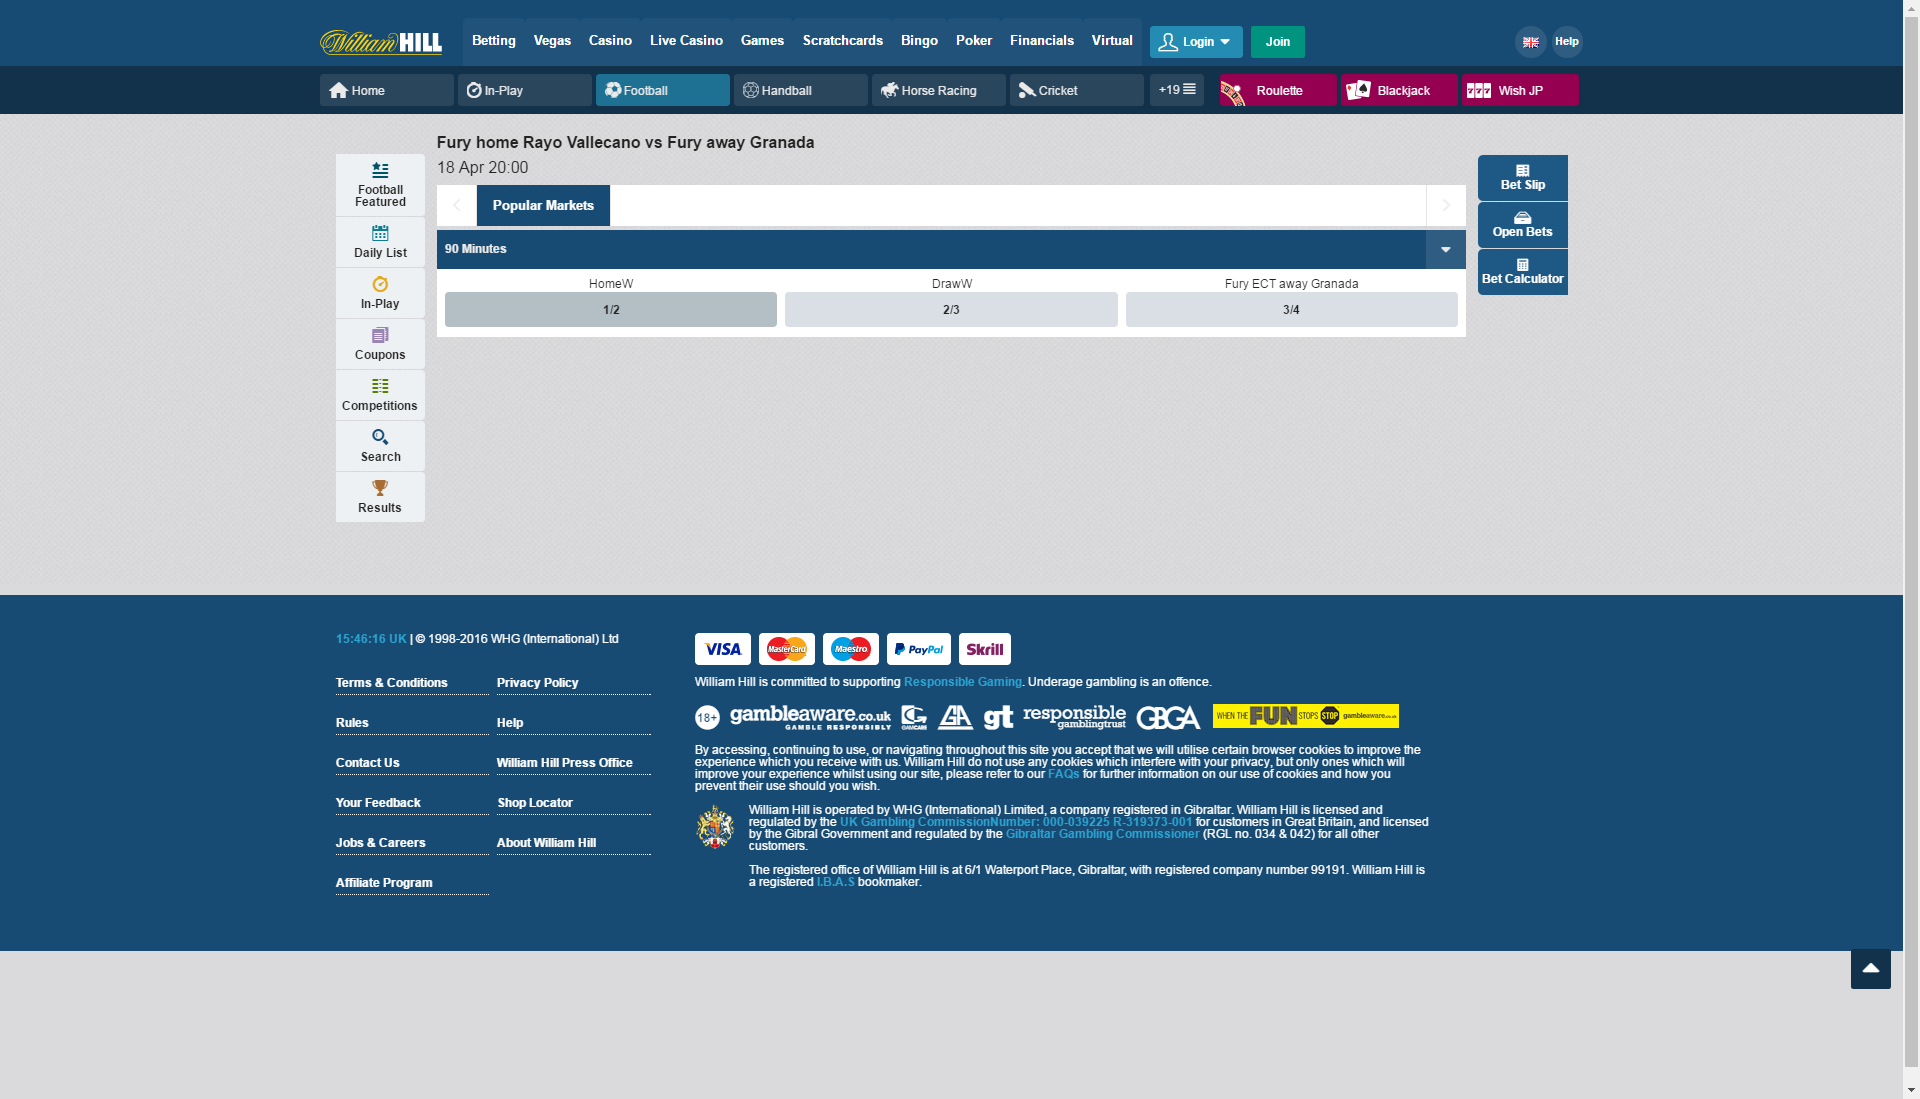 William HILL
Betting Vegas Casino Live Casino Games Scratchcards Bingo Poker Financials Virtual Login Join Help
Home In-Play Football Handball Horse Racing Cricket +19 Roulette Blackjack 777 Wish JP
Fury home Rayo Vallecano vs Fury away Granada
18 Apr 20:00
Popular Markets
90 Minutes
HomeW DrawW Fury ECT away Granada
1/2 2/3 3/4
Football
Featured
Daily List
In-Play
Coupons
Competitions
Search
Results
Bet Slip
Open Bets
Bet Calculator
15:46:16 UK | © 1998-2016 WHG (International) Ltd
Terms & Conditions Privacy Policy
Rules Help
Contact Us William Hill Press Office
Your Feedback Shop Locator
Jobs & Careers About William Hill
Affiliate Program
VISA MasterCard Maestro PayPal Skrill
William Hill is committed to supporting Responsible Gaming. Underage gambling is an offence.
18+ gambleaware.co.uk GAMBLE RESPONSIBLY GAMCARE GA gt responsible gamblingtrust GBGA WHEN THE FUN STOPS STOP gambleaware.co.uk
By accessing, continuing to use, or navigating throughout this site you accept that we will utilise certain browser cookies to improve the
experience which you receive with us. William Hill do not use any cookies which interfere with your privacy, but only ones which will
improve your experience whilst using our site, please refer to our FAQs for further information on our use of cookies and how you
prevent their use should you wish.
William Hill is operated by WHG (International) Limited, a company registered in Gibraltar. William Hill is licensed and
regulated by the UK Gambling CommissionNumber: 000-039225 R-319373-001 for customers in Great Britain, and licensed
by the Gibral Government and regulated by the Gibraltar Gambling Commissioner (RGL no. 034 & 042) for all other
customers.
The registered office of William Hill is at 6/1 Waterport Place, Gibraltar, with registered company number 99191. William Hill is
a registered I.B.A.S bookmaker.